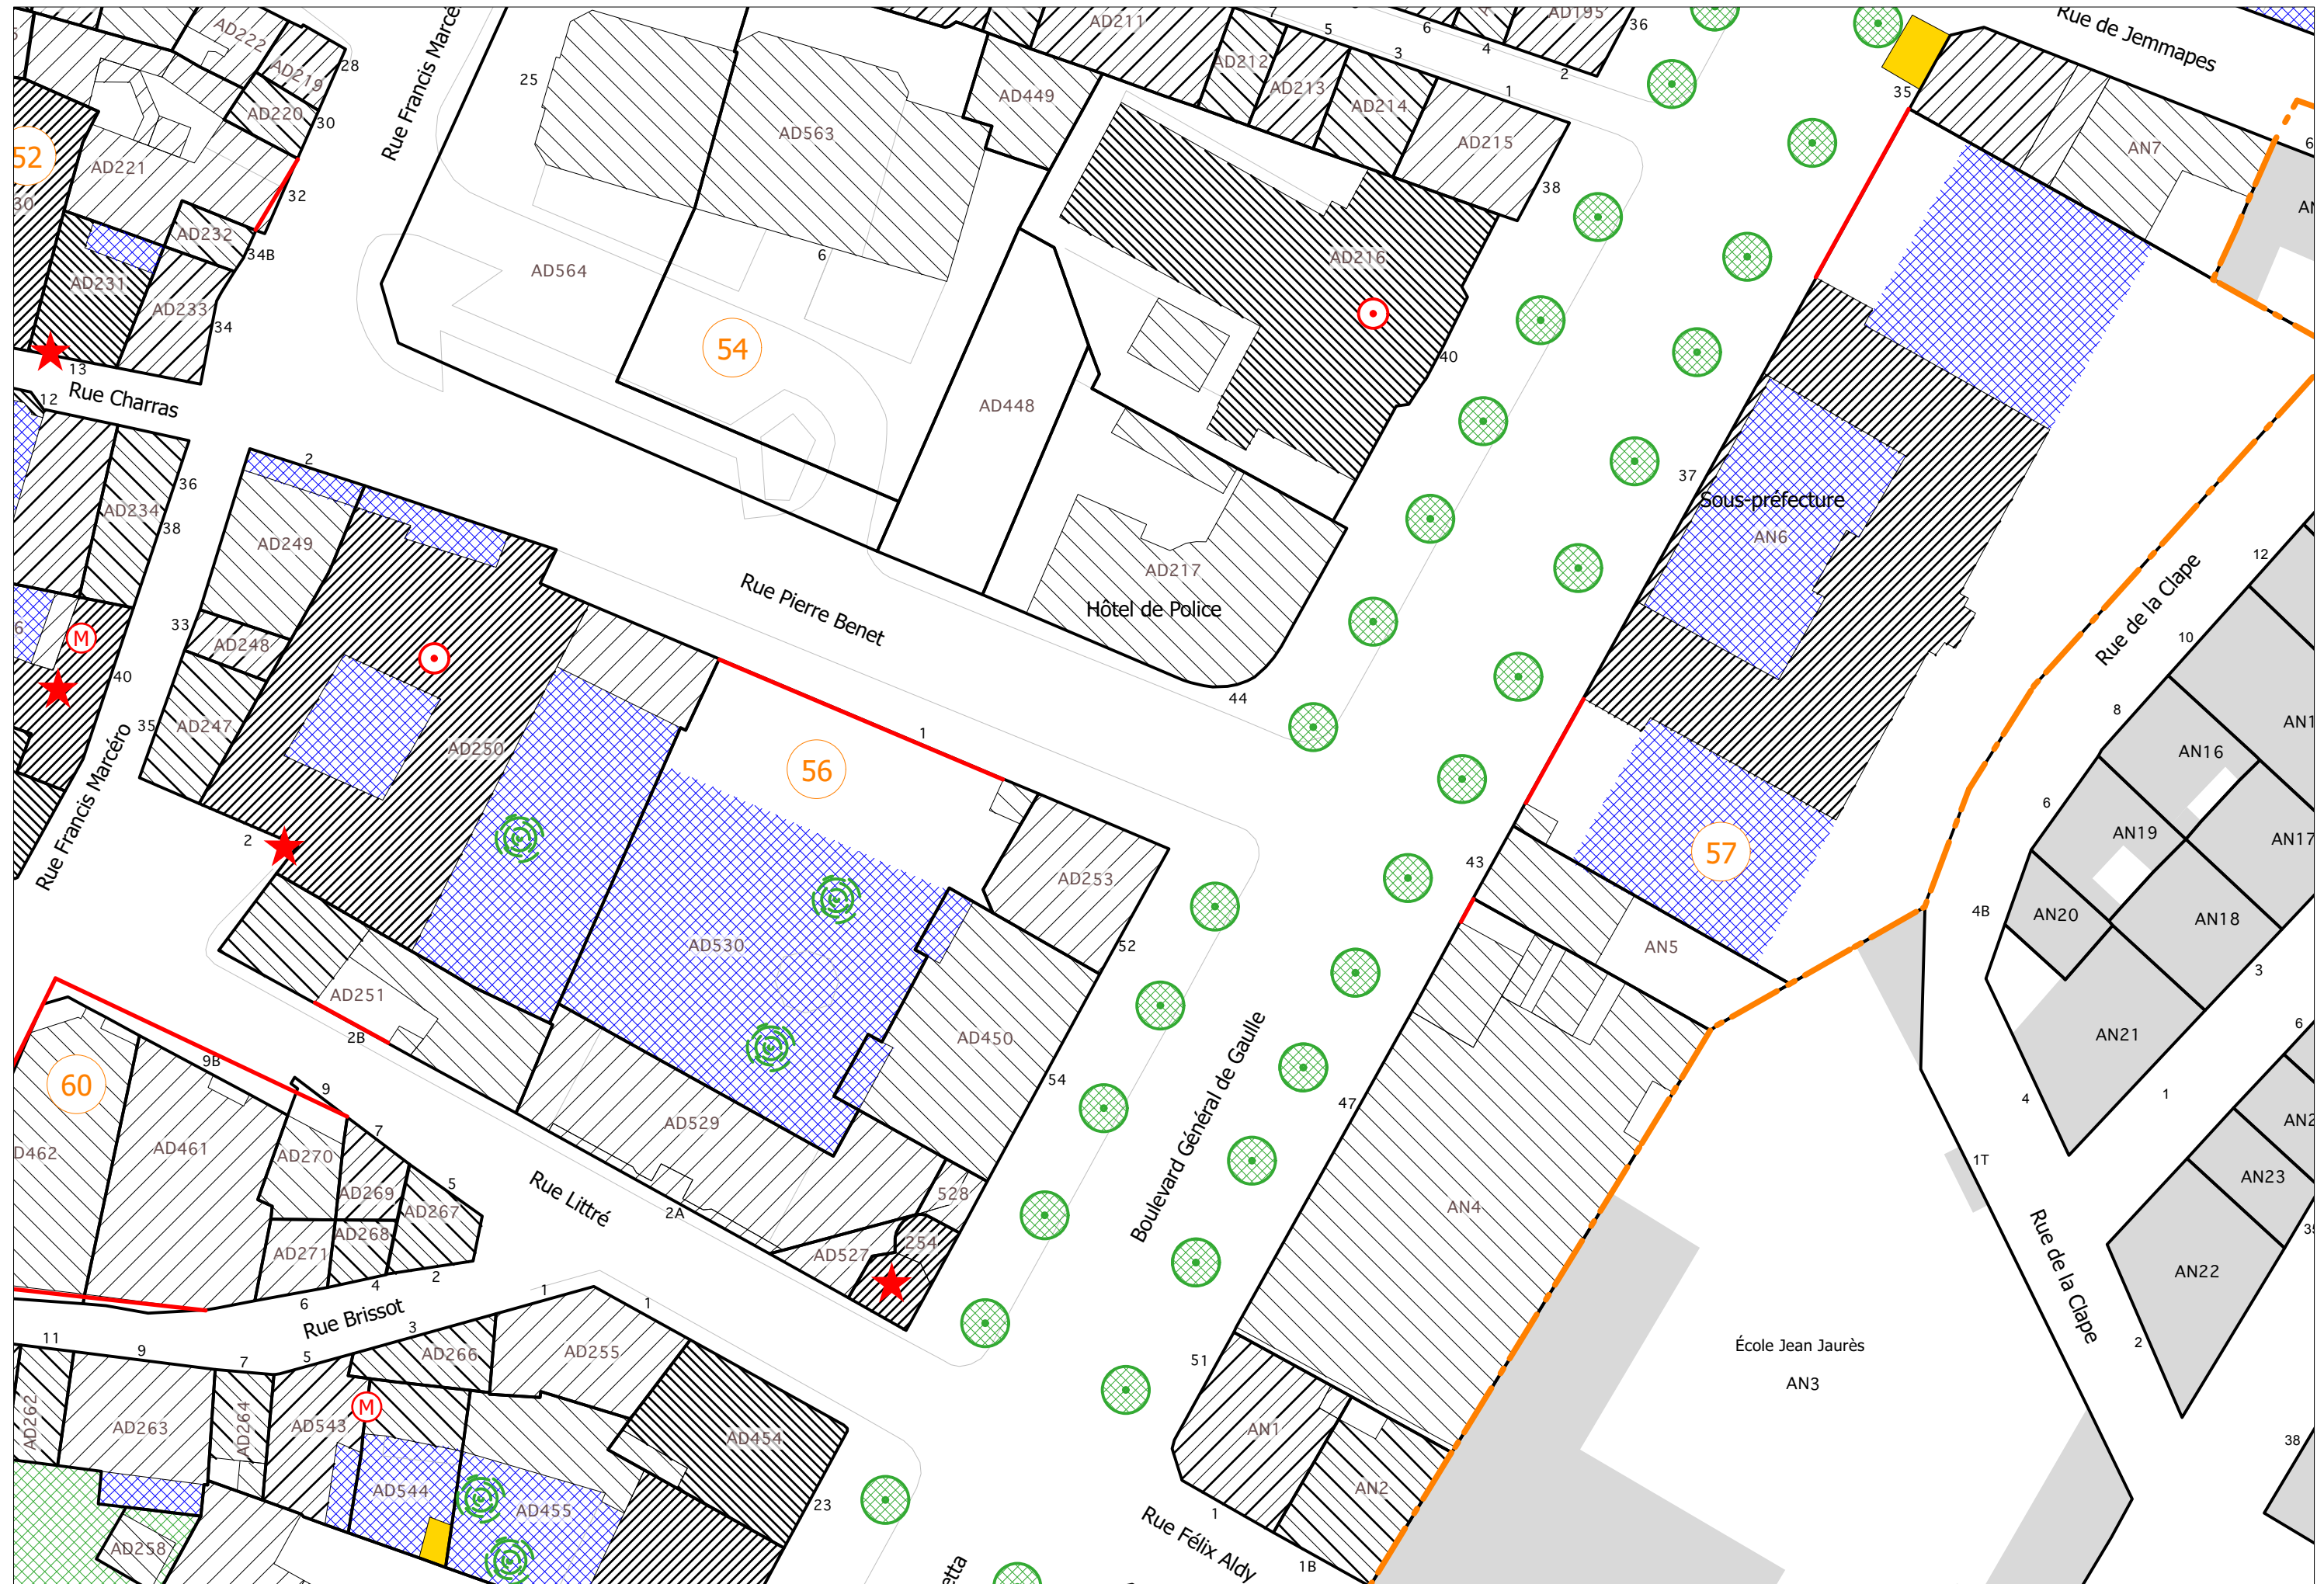 AD222
AD219
28
AD220
30
52
AD221
30
32
AD232
34B
AD231
AD233
34
13
Rue Charras
12
Rue Francis Marcé
25
AD563
AD449
AD211
AD212
AD213
AD214
AD215
5
3
6
4
2
1
AD195
36
38
35
Rue de Jemmapes
AN7
6
AD564
6
54
AD216
40
AD448
AD217
Hôtel de Police
44
37
Sous-préfecture
AN6
AD234
36
38
2
AD249
33
AD248
AD247
35
M
40
6
Rue Francis Marcéro
AD250
2
Rue Pierre Benet
1
56
AD253
52
AD530
AD450
54
AD251
2B
AD529
Rue Littré
2A
528
254
AD527
Boulevard Général de Gaulle
43
57
AN5
47
AN4
51
AN1
AN2
1
1B
Rue Félix Aldy
Rue de la Clape
12
10
8
6
4B
4
AN16
AN19
AN17
AN20
AN18
AN21
3
1
6
1T
AN23
AN22
2
38
Rue de la Clape
École Jean Jaurès
AN3
60
9B
9
7
5
D462
AD461
AD270
AD269
AD267
AD268
AD271
6
4
2
Rue Brissot
11
9
7
5
3
1
1
AD262
AD263
AD264
AD543
M
AD266
AD255
AD454
AD544
AD455
AD258
23
etta